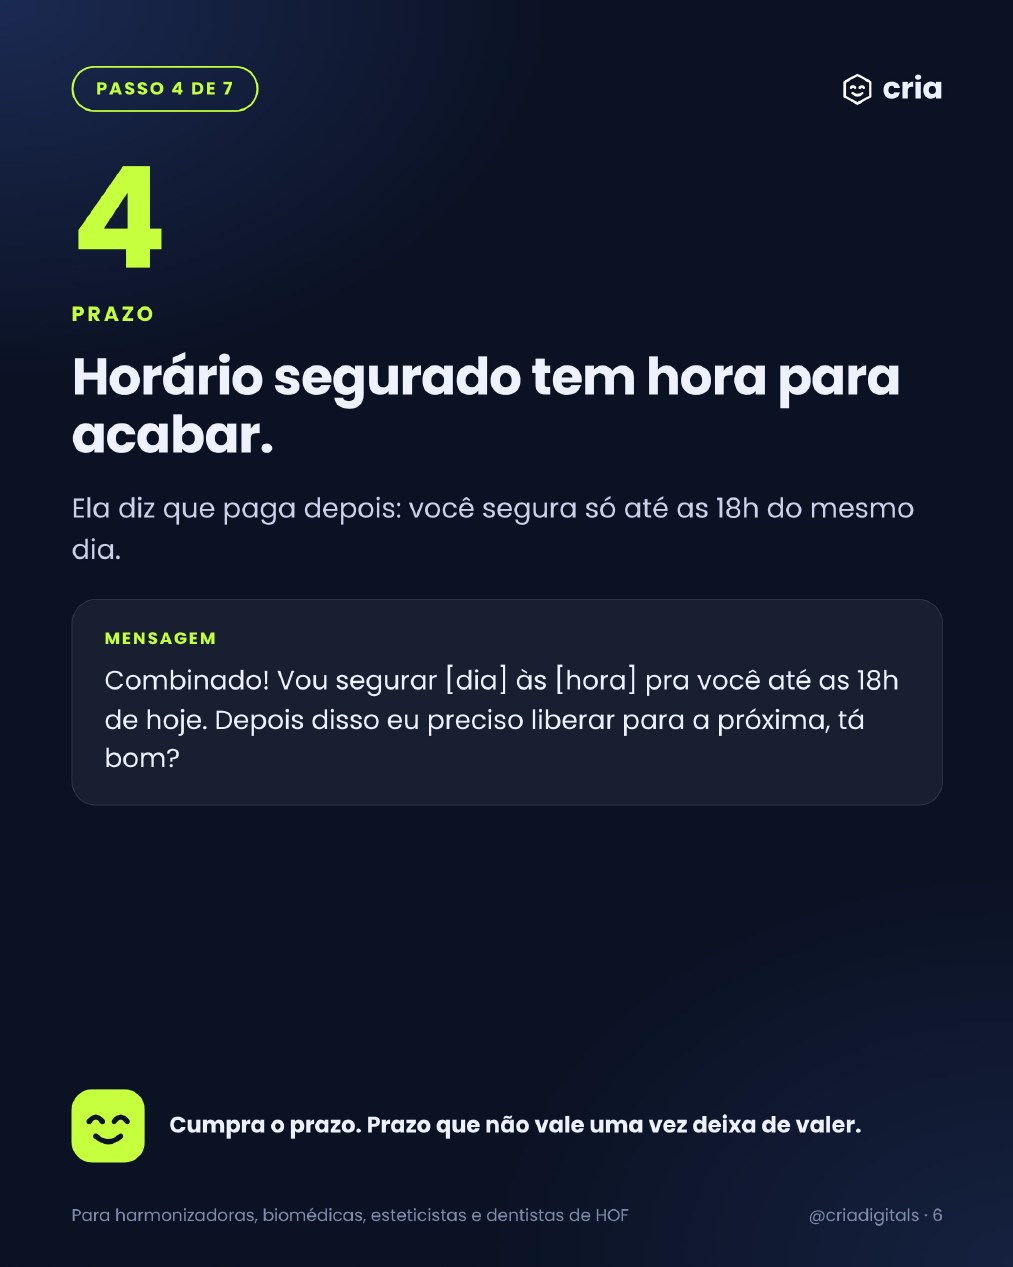 PASSO 4 DE 7
cria
4
PRAZO
Horário segurado tem hora para
acabar.
Ela diz que paga depois: você segura só até as 18h do mesmo
dia.
MENSAGEM
Combinado! Vou segurar [dia] às [hora] pra você até as 18h
de hoje. Depois disso eu preciso liberar para a próxima, tá
bom?
Cumpra o prazo. Prazo que não vale uma vez deixa de valer.
Para harmonizadoras, biomédicas, esteticistas e dentistas de HOF
@criadigitals · 6